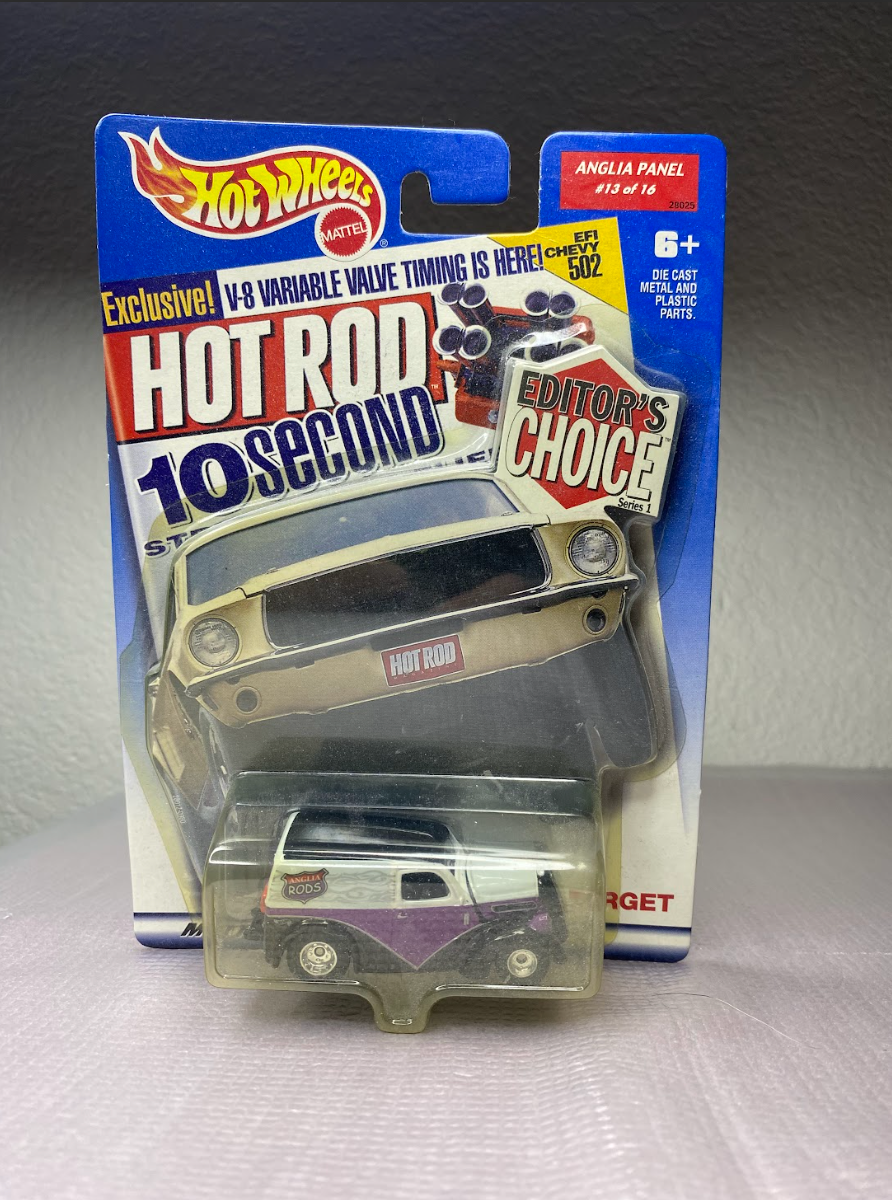 HOT WHEELS
MATTEL
®
ANGLIA PANEL
#13 of 16
28025
6+
DIE CAST
METAL AND
PLASTIC
PARTS.
Exclusive!
V-8 VARIABLE VALVE TIMING IS HERE!
EFI
CHEVY
502
HOT ROD
™
10 SECOND
EDITOR'S
CHOICE
™
Series 1
HOT ROD
ANGLIA
RODS
RGET